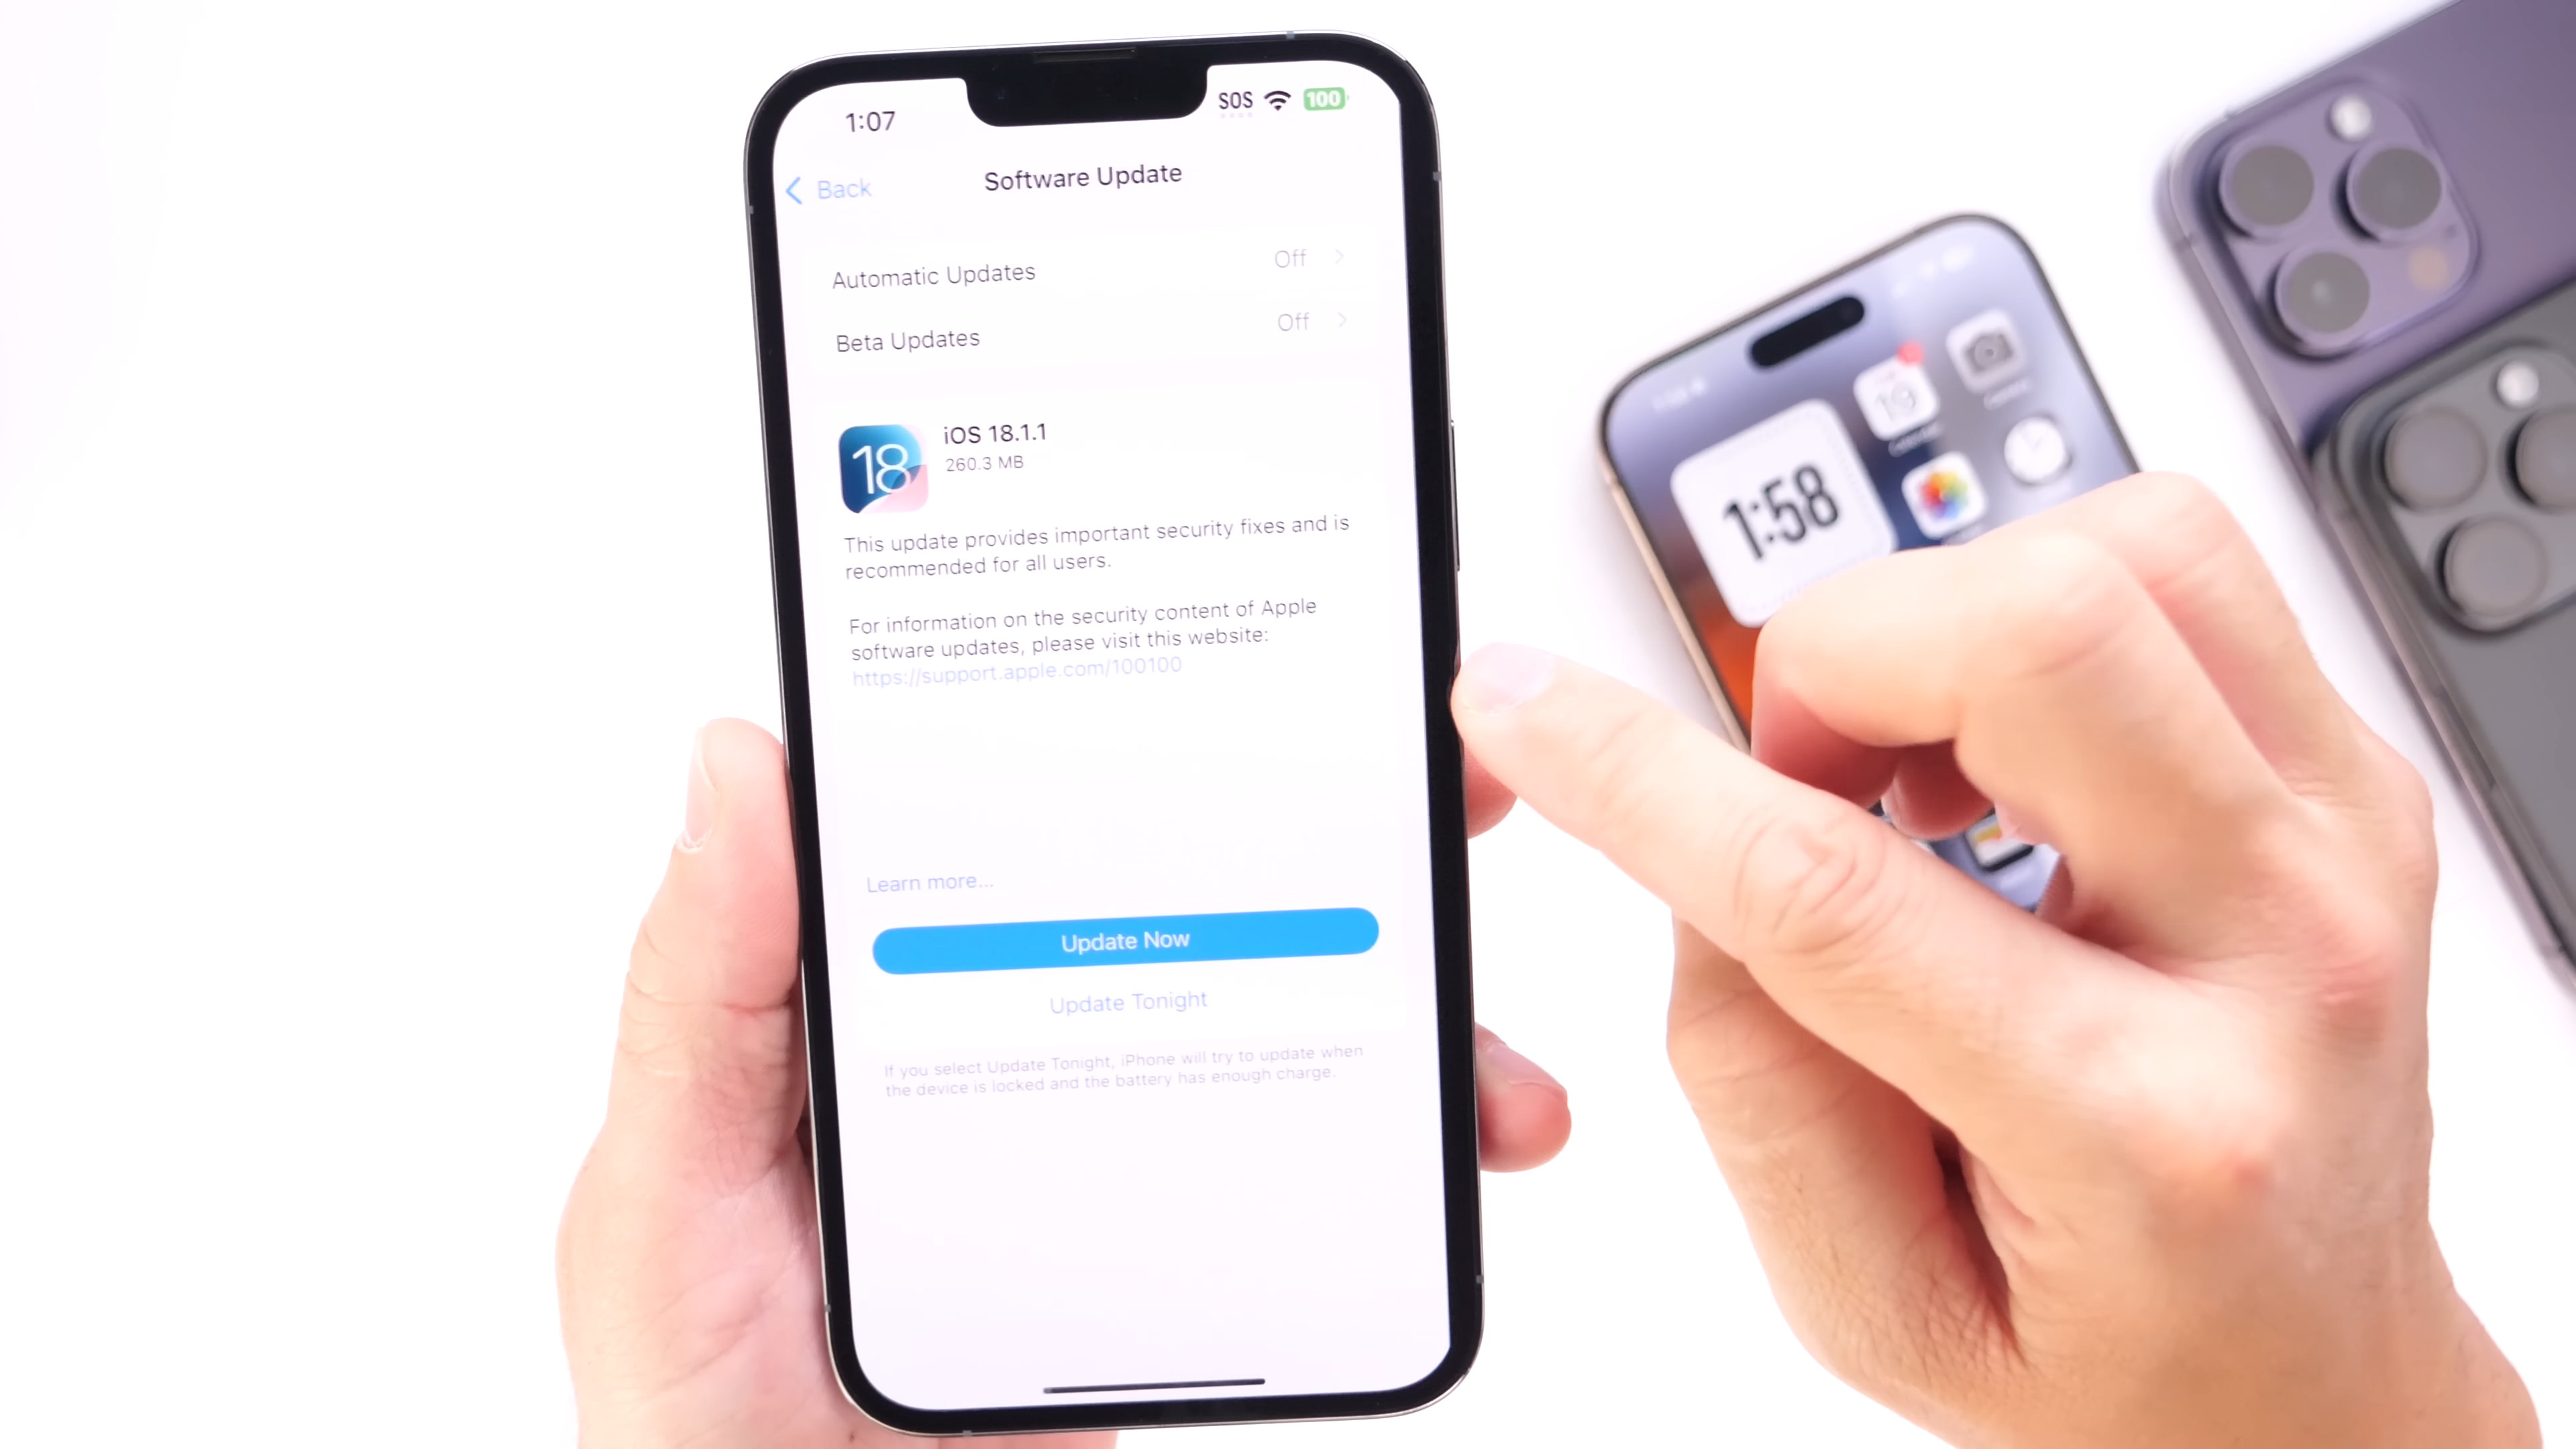 1:07
SOS
100
Back
Software Update
Automatic Updates
Off
Beta Updates
Off
18
iOS 18.1.1
260.3 MB
This update provides important security fixes and is
recommended for all users.
For information on the security content of Apple
software updates, please visit this website:
https://support.apple.com/100100
Learn more...
Update Now
Update Tonight
If you select Update Tonight, iPhone will try to update when
the device is locked and the battery has enough charge.
1:58
19